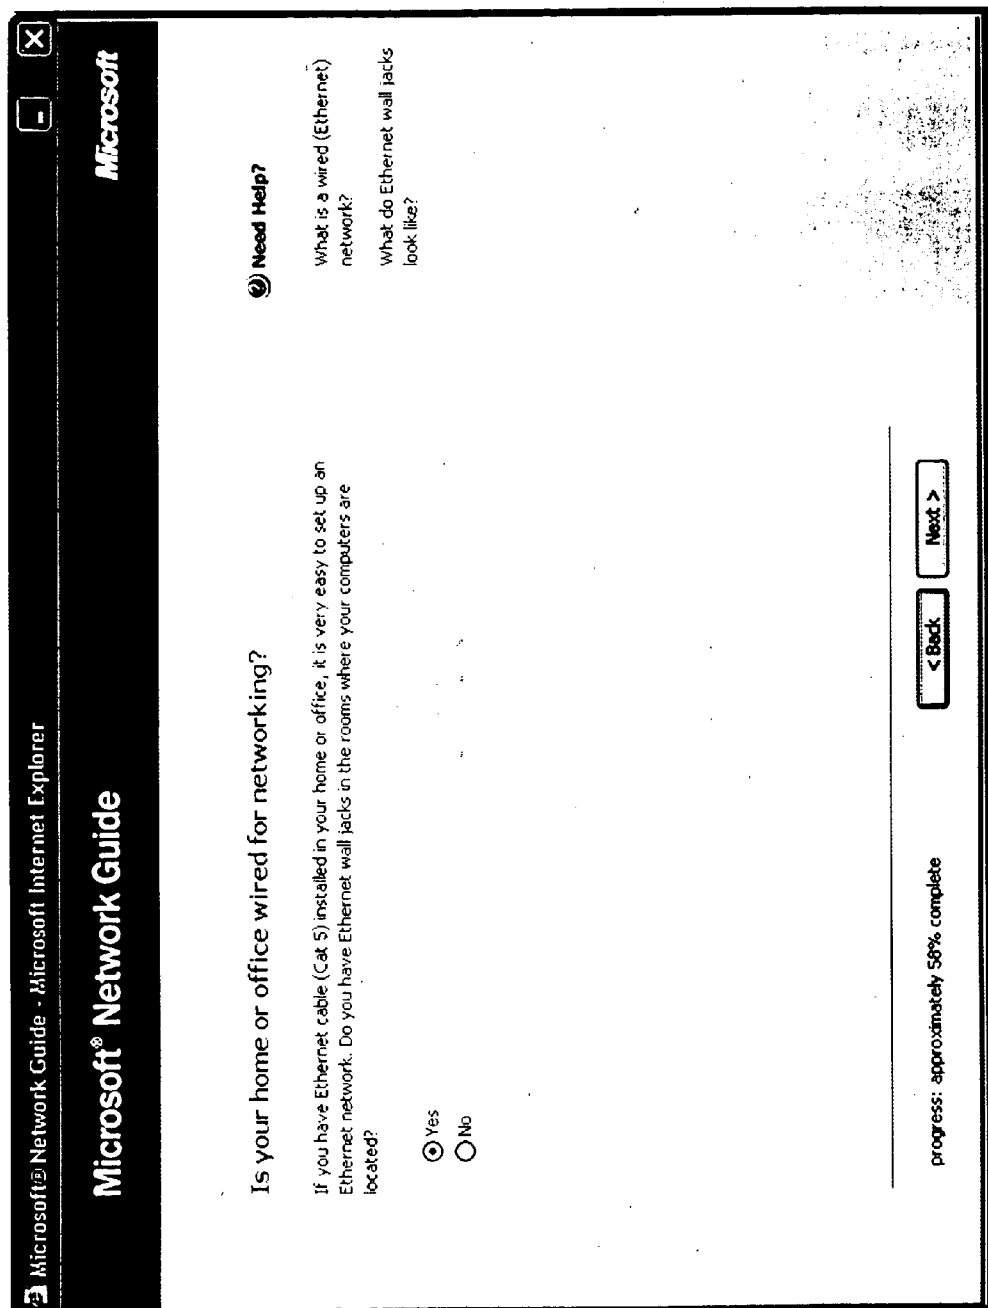 Microsoft® Network Guide - Microsoft Internet Explorer
Microsoft® Network Guide
Microsoft
Is your home or office wired for networking?
If you have Ethernet cable (Cat 5) installed in your home or office, it is very easy to set up an
Ethernet network. Do you have Ethernet wall jacks in the rooms where your computers are
located?
Yes
No
Need Help?
What is a wired (Ethernet)
network?
What do Ethernet wall jacks
look like?
progress: approximately 58% complete
< Back
Next >